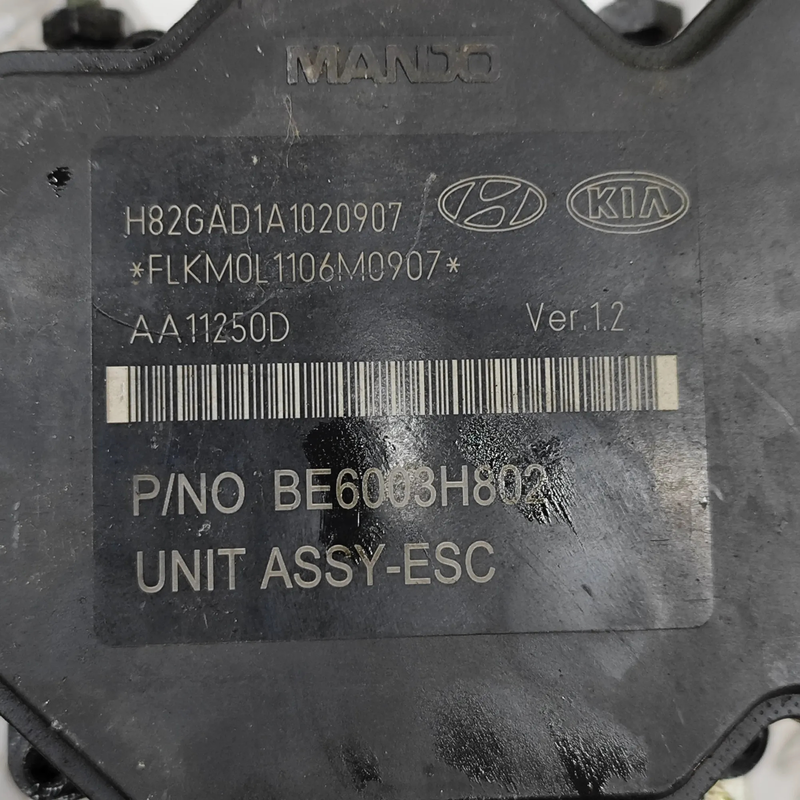 MANDO
H82GAD1A1020907
KIA
*FLKM0L1106M0907*
AA11250D Ver.1.2
P/NO BE6003H802
UNIT ASSY-ESC